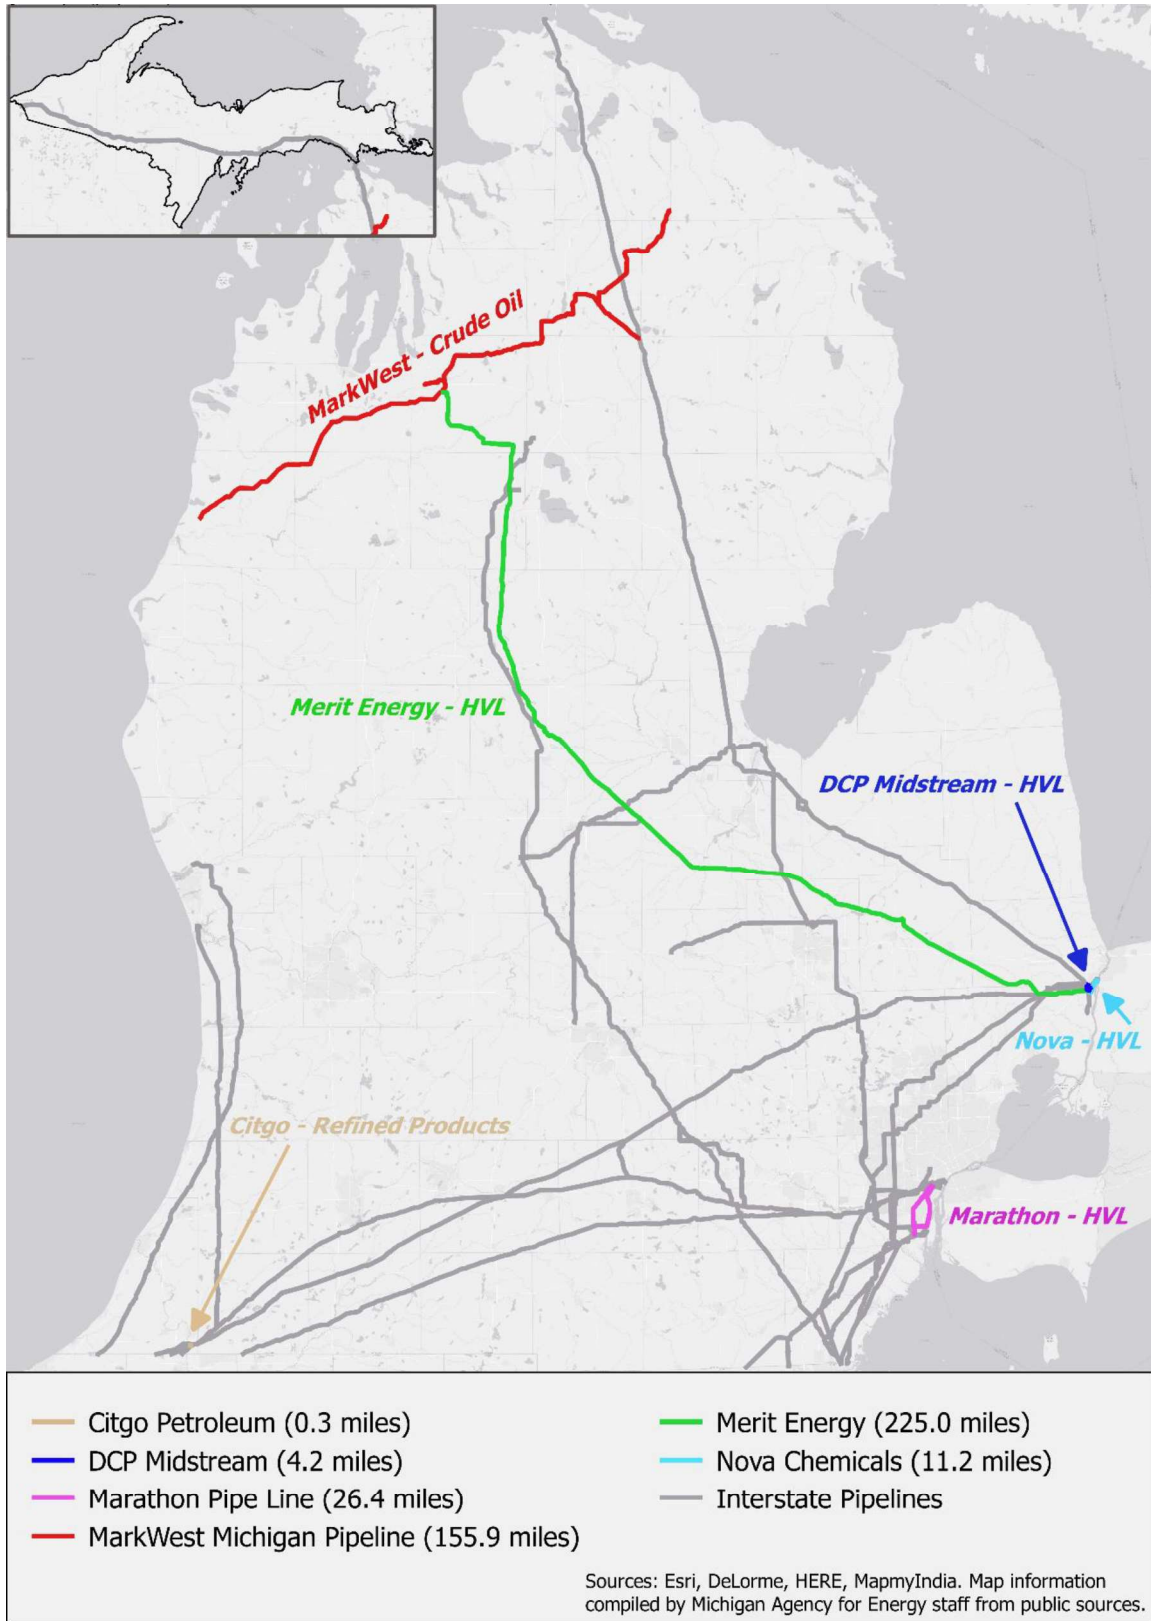 MarkWest - Crude Oil
Merit Energy - HVL
DCP Midstream - HVL
Nova - HVL
Citgo - Refined Products
Marathon - HVL
Citgo Petroleum (0.3 miles)
DCP Midstream (4.2 miles)
Marathon Pipe Line (26.4 miles)
MarkWest Michigan Pipeline (155.9 miles)
Merit Energy (225.0 miles)
Nova Chemicals (11.2 miles)
Interstate Pipelines
Sources: Esri, DeLorme, HERE, MapmyIndia. Map information
compiled by Michigan Agency for Energy staff from public sources.